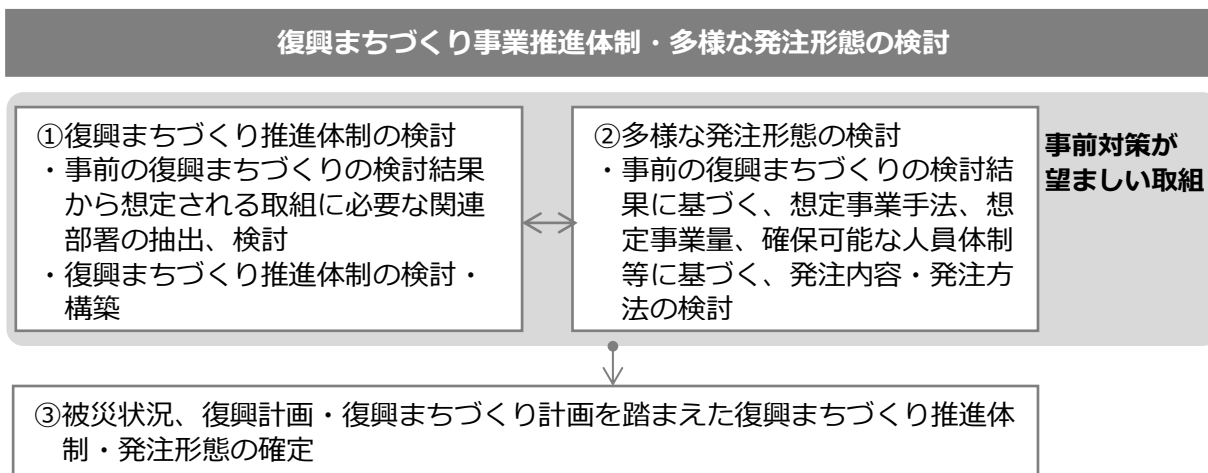 復興まちづくり事業推進体制・多様な発注形態の検討
①復興まちづくり推進体制の検討
・事前の復興まちづくりの検討結果
から想定される取組に必要な関連
部署の抽出、検討
・復興まちづくり推進体制の検討・
構築
②多様な発注形態の検討
・事前の復興まちづくりの検討結
果に基づく、想定事業手法、想
定事業量、確保可能な人員体制
等に基づく、発注内容・発注方
法の検討
事前対策が
望ましい取組
③被災状況、復興計画・復興まちづくり計画を踏まえた復興まちづくり推進体
制・発注形態の確定